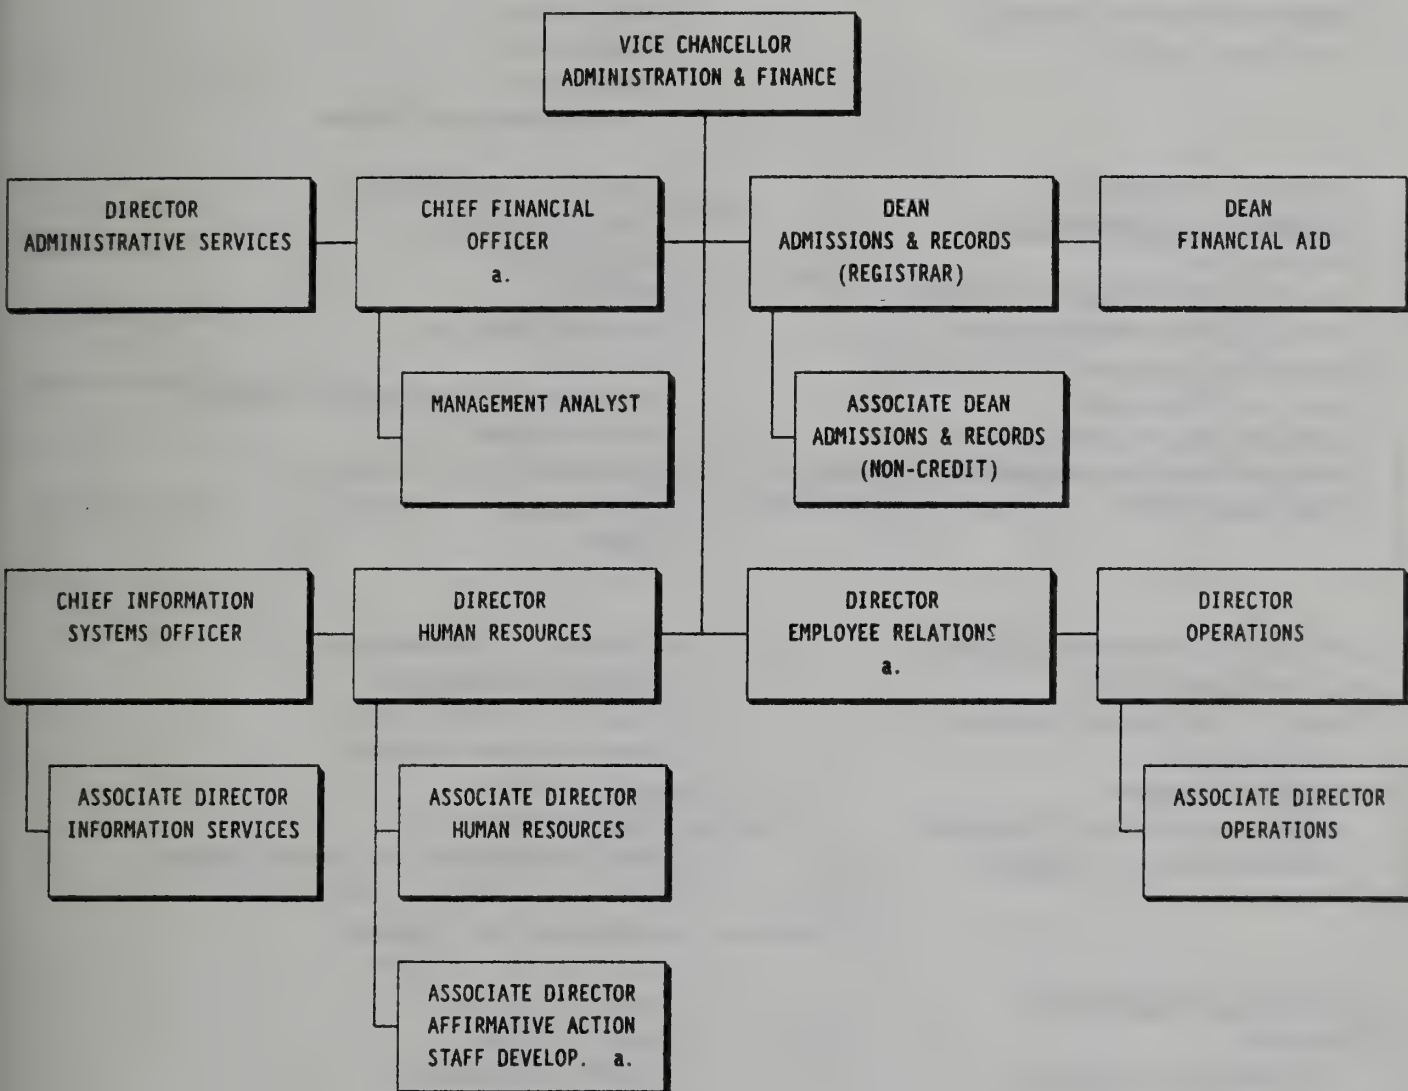 VICE CHANCELLOR
ADMINISTRATION & FINANCE
DIRECTOR
ADMINISTRATIVE SERVICES
CHIEF FINANCIAL
OFFICER
a.
DEAN
ADMISSIONS & RECORDS
(REGISTRAR)
DEAN
FINANCIAL AID
MANAGEMENT ANALYST
ASSOCIATE DEAN
ADMISSIONS & RECORDS
(NON-CREDIT)
CHIEF INFORMATION
SYSTEMS OFFICER
DIRECTOR
HUMAN RESOURCES
DIRECTOR
EMPLOYEE RELATIONS
a.
DIRECTOR
OPERATIONS
ASSOCIATE DIRECTOR
INFORMATION SERVICES
ASSOCIATE DIRECTOR
HUMAN RESOURCES
ASSOCIATE DIRECTOR
OPERATIONS
ASSOCIATE DIRECTOR
AFFIRMATIVE ACTION
STAFF DEVELOP. a.